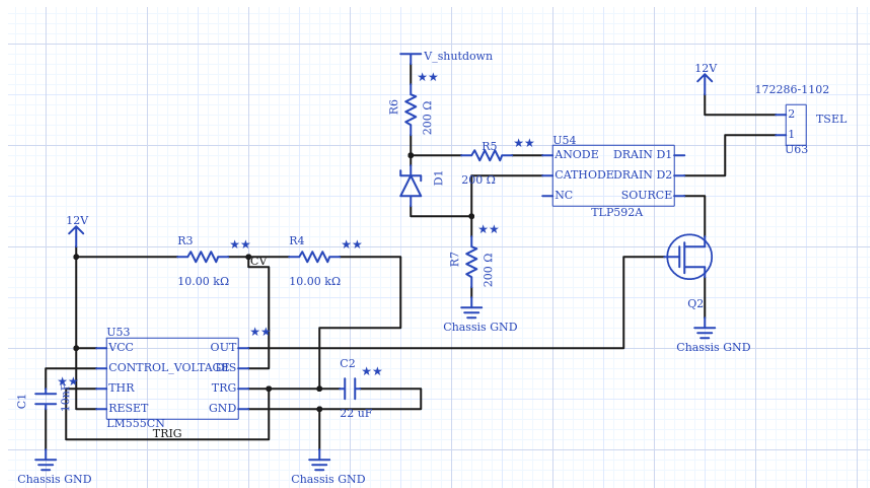 V_shutdown
★★
R6
200 Ω
12V
172286-1102
2
TSEL
1
U63
R5
★★
200 Ω
U54
ANODE
DRAIN D1
CATHODE
DRAIN D2
NC
SOURCE
TLP592A
D1
★★
R7
200 Ω
Chassis GND
12V
R3
★★
10.00 kΩ
CV
R4
★★
10.00 kΩ
Q2
Chassis GND
U53
★★
VCC
OUT
CONTROL_VOLTAGE
DIS
THR
TRG
RESET
GND
LM555CN
TRIG
C1
★★
10n
C2
★★
22 uF
Chassis GND
Chassis GND